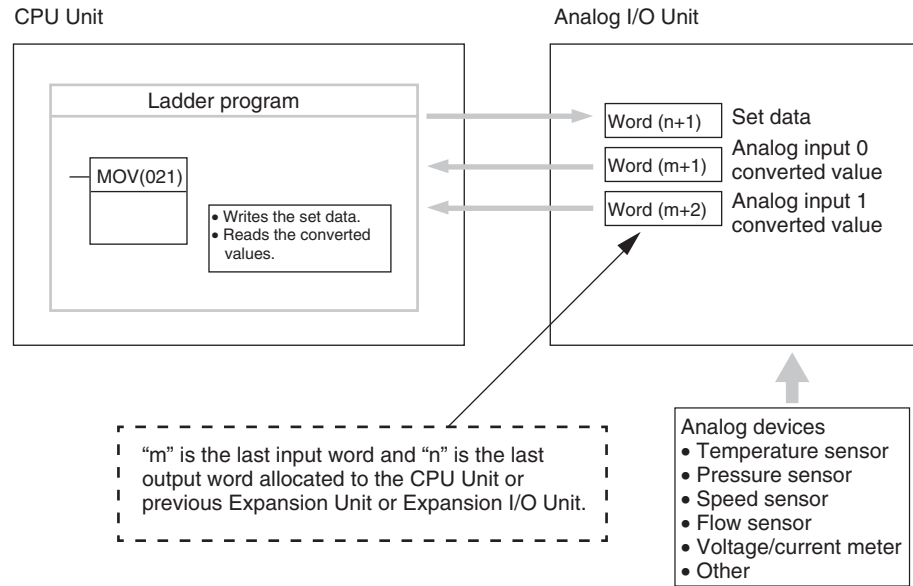 CPU Unit
Analog I/O Unit
Ladder program
MOV(021)
• Writes the set data.
• Reads the converted
values.
Word (n+1)
Set data
Word (m+1)
Analog input 0
converted value
Word (m+2)
Analog input 1
converted value
“m” is the last input word and “n” is the last
output word allocated to the CPU Unit or
previous Expansion Unit or Expansion I/O Unit.
Analog devices
• Temperature sensor
• Pressure sensor
• Speed sensor
• Flow sensor
• Voltage/current meter
• Other